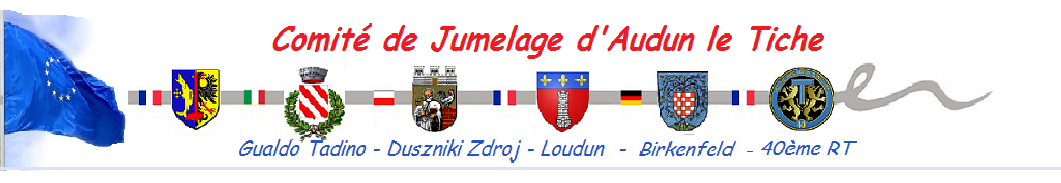 Comité de Jumelage d'Audun le Tiche
Gualdo Tadino - Duszniki Zdroj - Loudun - Birkenfeld - 40ème RT